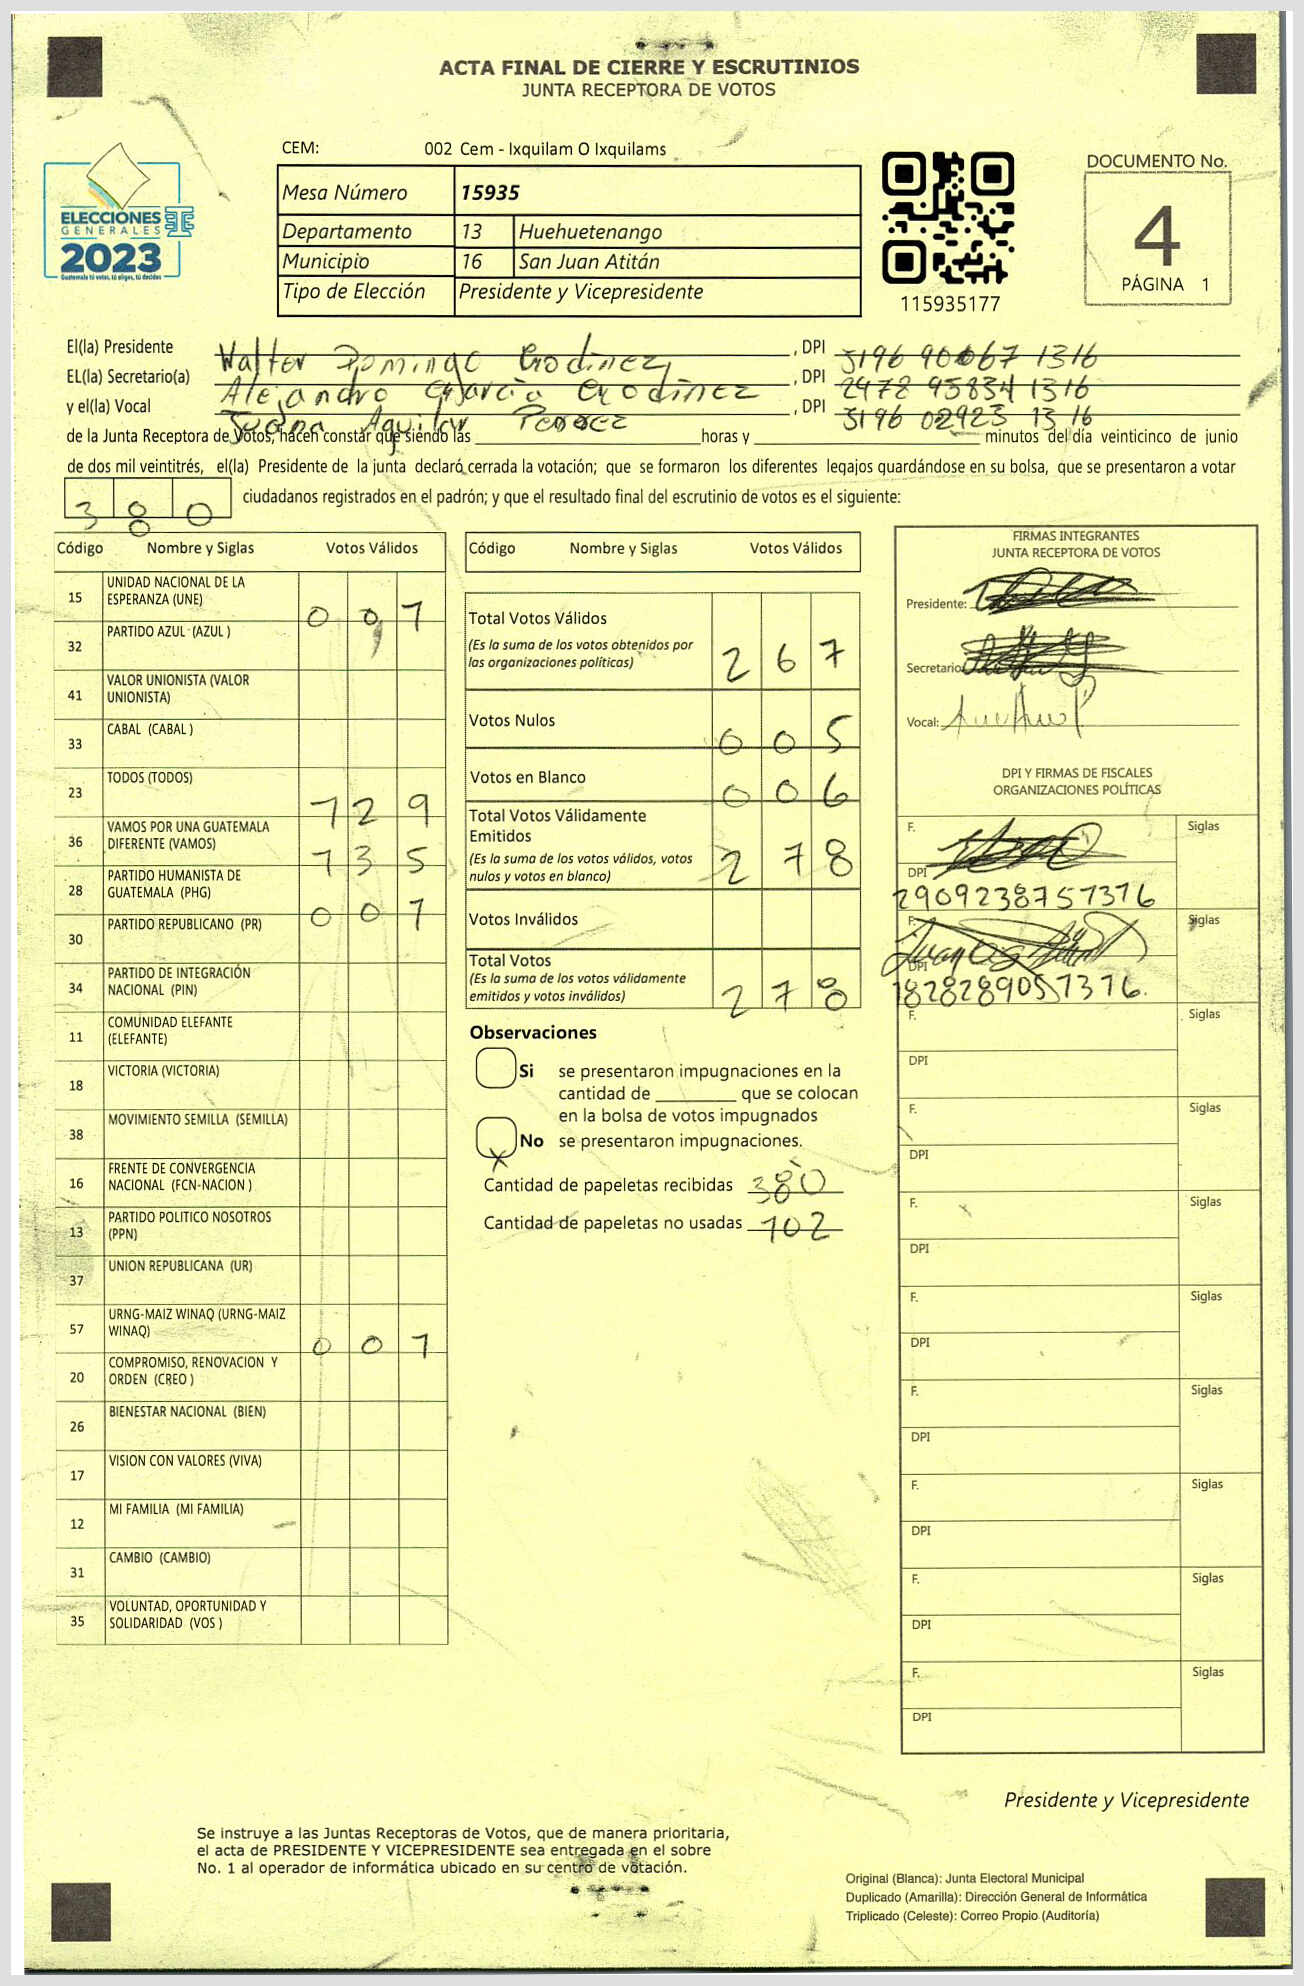 ACTA FINAL DE CIERRE Y ESCRUTINIOS
JUNTA RECEPTORA DE VOTOS
CEM: 002 Cem - Ixquilam O Ixquilams
ELECCIONES
GENERALES
2023
Guatemala tú votas, tú eliges, tú decides
Mesa Número 15935
Departamento 13 Huehuetenango
Municipio 16 San Juan Atitán
Tipo de Elección Presidente y Vicepresidente
115935177
DOCUMENTO No.
4
PÁGINA 1
El(la) Presidente Walter Domingo Godinez, DPI 3196 90067 1316
EL(la) Secretario(a) Alejandro García Godinez, DPI 2978 95834 1316
y el(la) Vocal Juana Aguilar Perez, DPI 3196 02923 1316
de la Junta Receptora de Votos, hacen constar que siendo las ____ horas y ____ minutos del día veinticinco de junio
de dos mil veintitrés, el(la) Presidente de la junta declaró cerrada la votación; que se formaron los diferentes legajos guardándose en su bolsa, que se presentaron a votar
380 ciudadanos registrados en el padrón; y que el resultado final del escrutinio de votos es el siguiente:
Código Nombre y Siglas Votos Válidos
15 UNIDAD NACIONAL DE LA
ESPERANZA (UNE) 0 0 1
32 PARTIDO AZUL (AZUL )
41 VALOR UNIONISTA (VALOR
UNIONISTA)
33 CABAL (CABAL )
23 TODOS (TODOS) 1 2 9
36 VAMOS POR UNA GUATEMALA
DIFERENTE (VAMOS) 1 3 5
28 PARTIDO HUMANISTA DE
GUATEMALA (PHG) 0 0 1
30 PARTIDO REPUBLICANO (PR)
34 PARTIDO DE INTEGRACIÓN
NACIONAL (PIN)
11 COMUNIDAD ELEFANTE
(ELEFANTE)
18 VICTORIA (VICTORIA)
38 MOVIMIENTO SEMILLA (SEMILLA)
16 FRENTE DE CONVERGENCIA
NACIONAL (FCN-NACION )
13 PARTIDO POLITICO NOSOTROS
(PPN)
37 UNION REPUBLICANA (UR)
57 URNG-MAIZ WINAQ (URNG-MAIZ
WINAQ) 0 0 1
20 COMPROMISO, RENOVACION Y
ORDEN (CREO )
26 BIENESTAR NACIONAL (BIEN)
17 VISION CON VALORES (VIVA)
12 MI FAMILIA (MI FAMILIA)
31 CAMBIO (CAMBIO)
35 VOLUNTAD, OPORTUNIDAD Y
SOLIDARIDAD (VOS )
Código Nombre y Siglas Votos Válidos
Total Votos Válidos
(Es la suma de los votos obtenidos por
las organizaciones políticas) 2 6 7
Votos Nulos 0 0 5
Votos en Blanco 0 0 6
Total Votos Válidamente
Emitidos
(Es la suma de los votos válidos, votos
nulos y votos en blanco) 2 7 8
Votos Inválidos
Total Votos
(Es la suma de los votos válidamente
emitidos y votos inválidos) 2 7 8
Observaciones
Si se presentaron impugnaciones en la
cantidad de ____ que se colocan
en la bolsa de votos impugnados
X No se presentaron impugnaciones.
Cantidad de papeletas recibidas 380
Cantidad de papeletas no usadas 102
FIRMAS INTEGRANTES
JUNTA RECEPTORA DE VOTOS
Presidente:
Secretario
Vocal:
DPI Y FIRMAS DE FISCALES
ORGANIZACIONES POLÍTICAS
F. Siglas
DPI
2909238751316
F. Siglas
DPI
1828289051316.
F. Siglas
DPI
F. Siglas
DPI
F. Siglas
DPI
F. Siglas
DPI
F. Siglas
DPI
F. Siglas
DPI
F. Siglas
DPI
F. Siglas
DPI
Presidente y Vicepresidente
Se instruye a las Juntas Receptoras de Votos, que de manera prioritaria,
el acta de PRESIDENTE Y VICEPRESIDENTE sea entregada en el sobre
No. 1 al operador de informática ubicado en su centro de votación.
Original (Blanca): Junta Electoral Municipal
Duplicado (Amarilla): Dirección General de Informática
Triplicado (Celeste): Correo Propio (Auditoría)